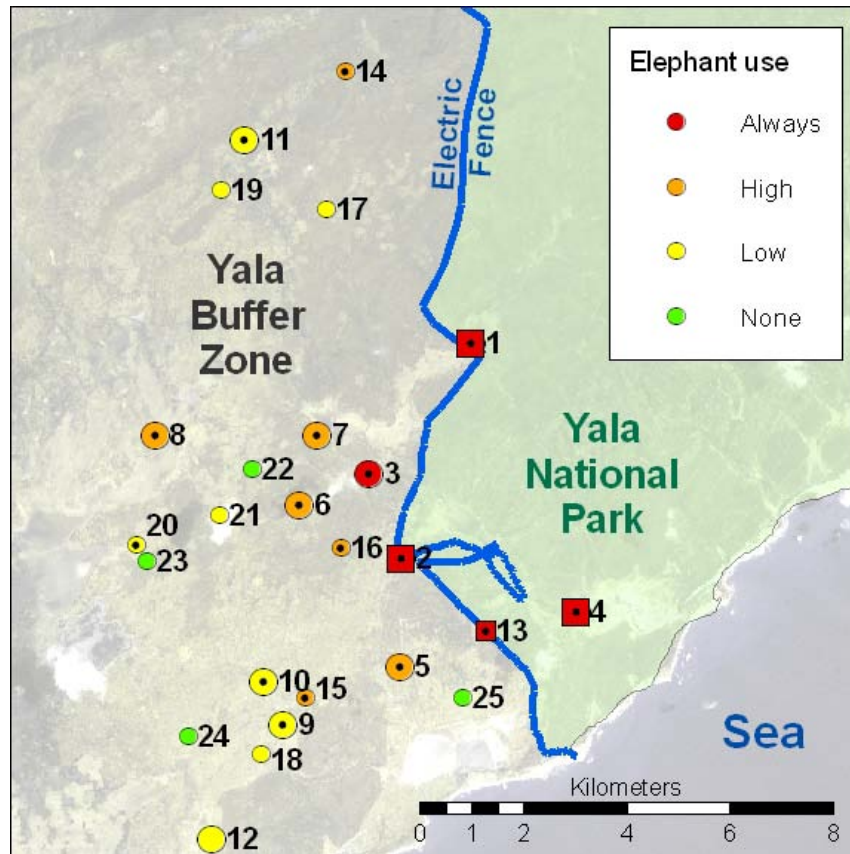 Elephant use
Always
High
Low
None
Electric
Fence
14
11
19
17
Yala
Buffer
Zone
1
8
7
22
3
Yala
National
Park
6
21
20
16
23
2
4
13
5
10
15
25
9
24
18
Sea
12
Kilometers
0 1 2 4 6 8